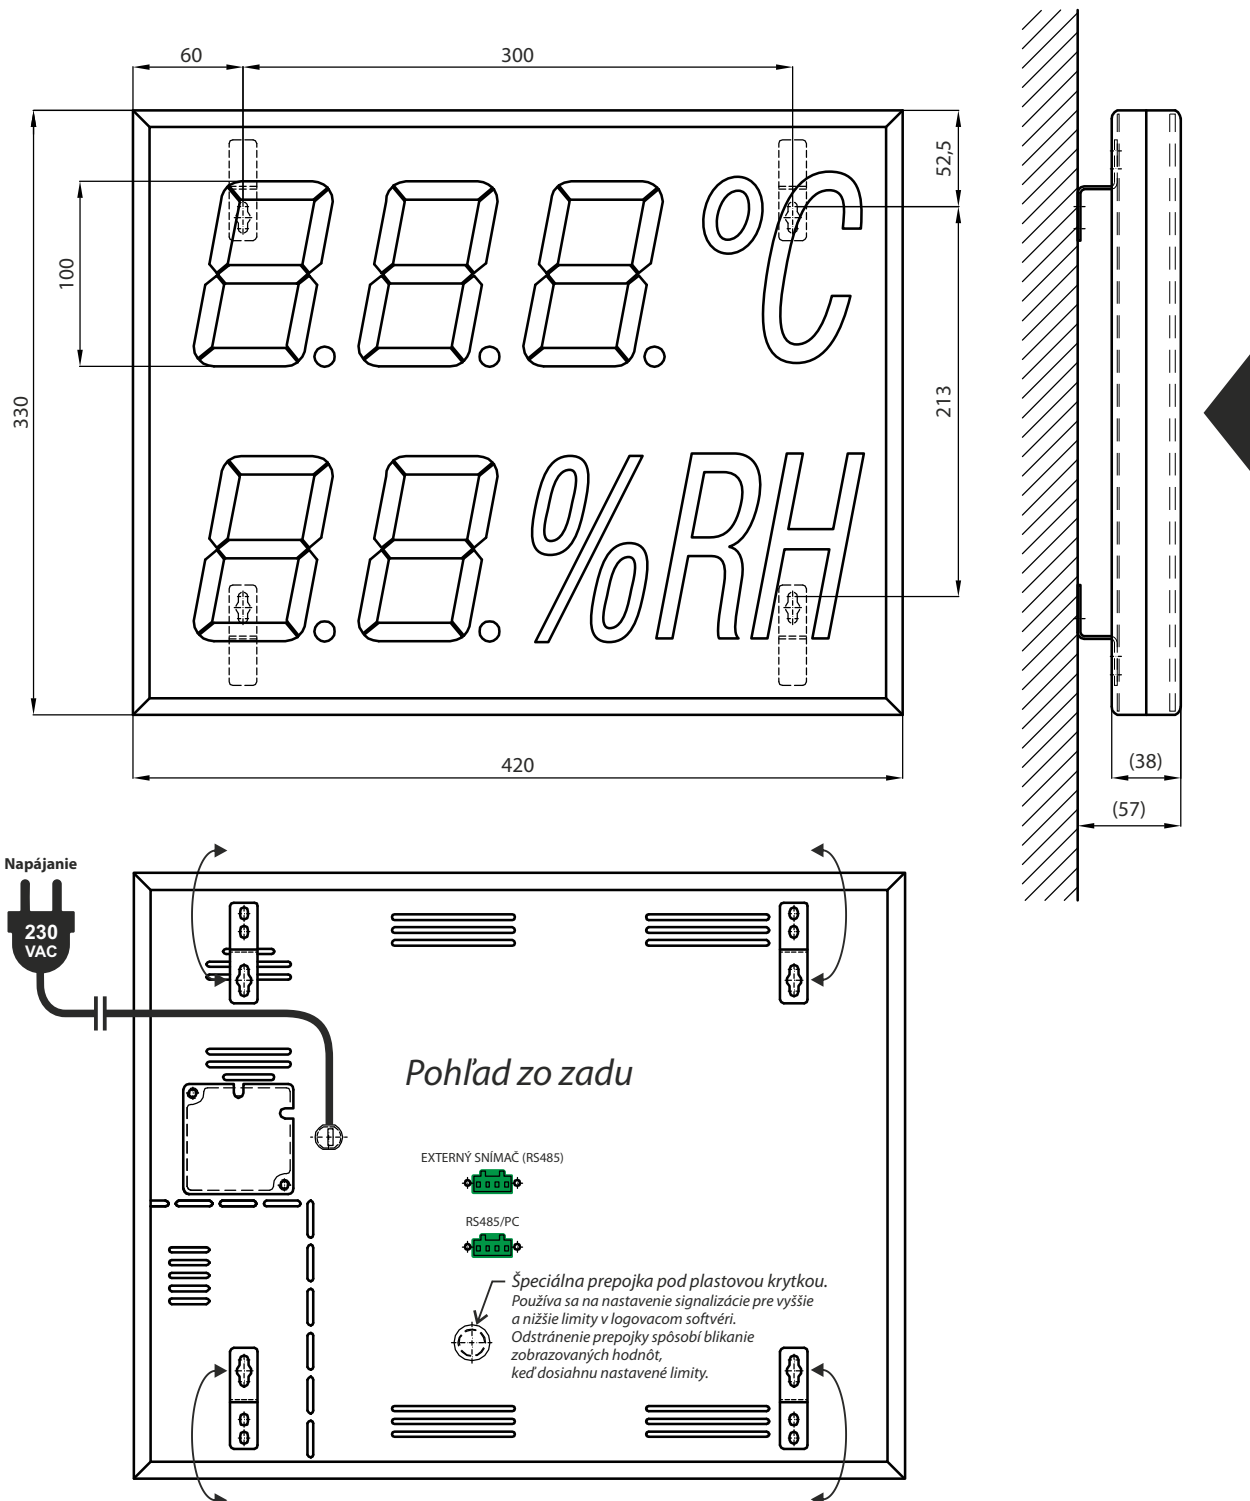 60
300
52,5
100
°C
330
213
%RH
420
(38)
(57)
Napájanie
230
VAC
Pohľad zo zadu
EXTERNÝ SNÍMAČ (RS485)
RS485/PC
Špeciálna prepojka pod plastovou krytkou.
Používa sa na nastavenie signalizácie pre vyššie
a nižšie limity v logovacom softvéri.
Odstránenie prepojky spôsobí blikanie
zobrazovaných hodnôt,
keď dosiahnu nastavené limity.